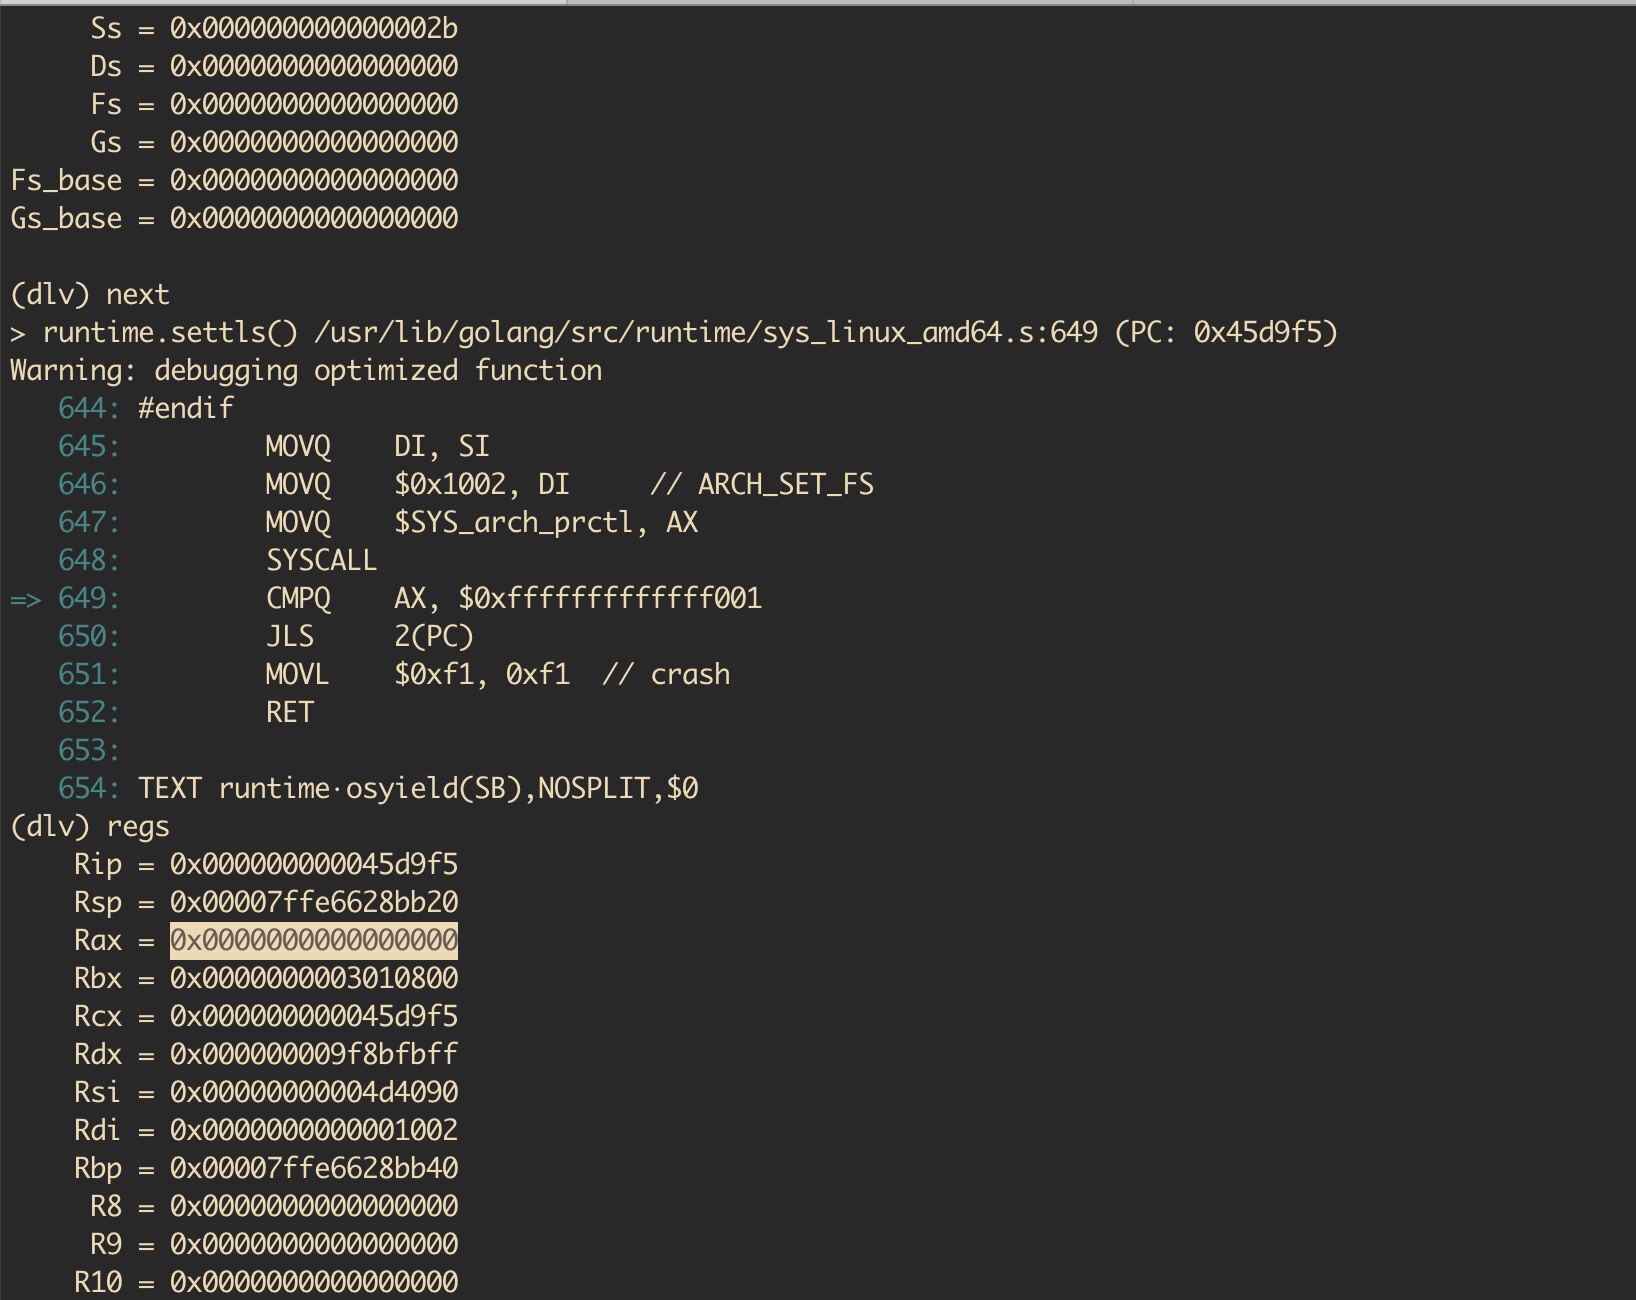 Ss = 0x000000000000002b
Ds = 0x0000000000000000
Fs = 0x0000000000000000
Gs = 0x0000000000000000
Fs_base = 0x0000000000000000
Gs_base = 0x0000000000000000
(dlv) next
> runtime.settls() /usr/lib/golang/src/runtime/sys_linux_amd64.s:649 (PC: 0x45d9f5)
Warning: debugging optimized function
644: #endif
645: MOVQ DI, SI
646: MOVQ $0x1002, DI // ARCH_SET_FS
647: MOVQ $SYS_arch_prctl, AX
648: SYSCALL
=> 649: CMPQ AX, $0xfffffffffffff001
650: JLS 2(PC)
651: MOVL $0xf1, 0xf1 // crash
652: RET
653:
654: TEXT runtime·osyield(SB),NOSPLIT,$0
(dlv) regs
Rip = 0x000000000045d9f5
Rsp = 0x00007ffe6628bb20
Rax = 0x0000000000000000
Rbx = 0x0000000003010800
Rcx = 0x000000000045d9f5
Rdx = 0x000000009f8bfbff
Rsi = 0x00000000004d4090
Rdi = 0x0000000000001002
Rbp = 0x00007ffe6628bb40
R8 = 0x0000000000000000
R9 = 0x0000000000000000
R10 = 0x0000000000000000